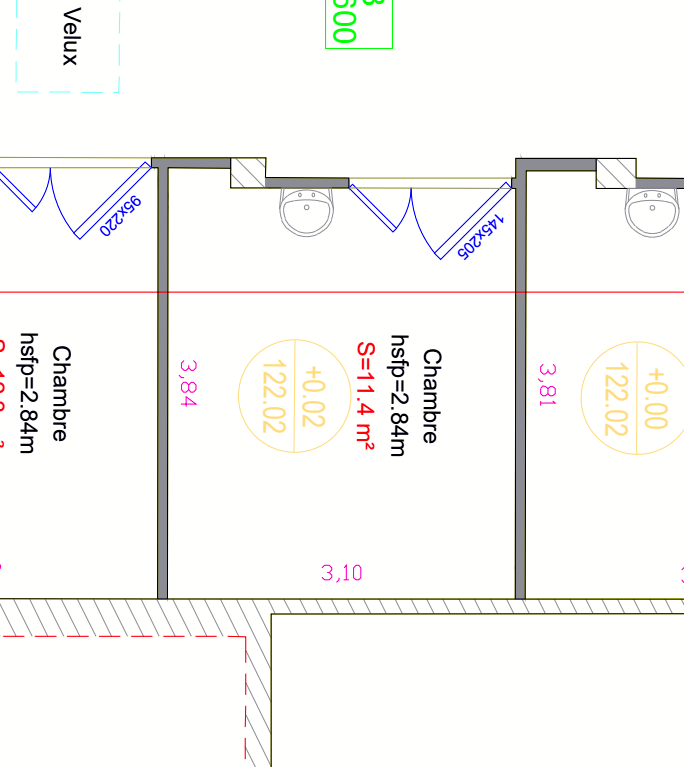 Velux
600
95x220
145x205
Chambre
hsfp=2.84m
3,84
+0.02
122.02
Chambre
hsfp=2.84m
S=11.4 m²
3,81
+0.00
122.02
3,10